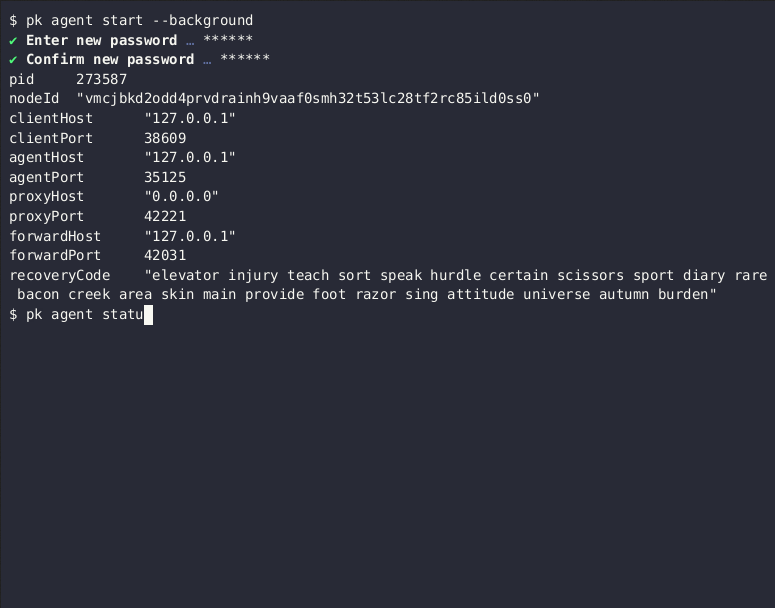 $ pk agent start --background
✔ Enter new password … ******
✔ Confirm new password … ******
pid     273587
nodeId  "vmcjbkd2odd4prvdrainh9vaaf0smh32t53lc28tf2rc85ild0ss0"
clientHost      "127.0.0.1"
clientPort      38609
agentHost       "127.0.0.1"
agentPort       35125
proxyHost       "0.0.0.0"
proxyPort       42221
forwardHost     "127.0.0.1"
forwardPort     42031
recoveryCode    "elevator injury teach sort speak hurdle certain scissors sport diary rare
 bacon creek area skin main provide foot razor sing attitude universe autumn burden"
$ pk agent statu